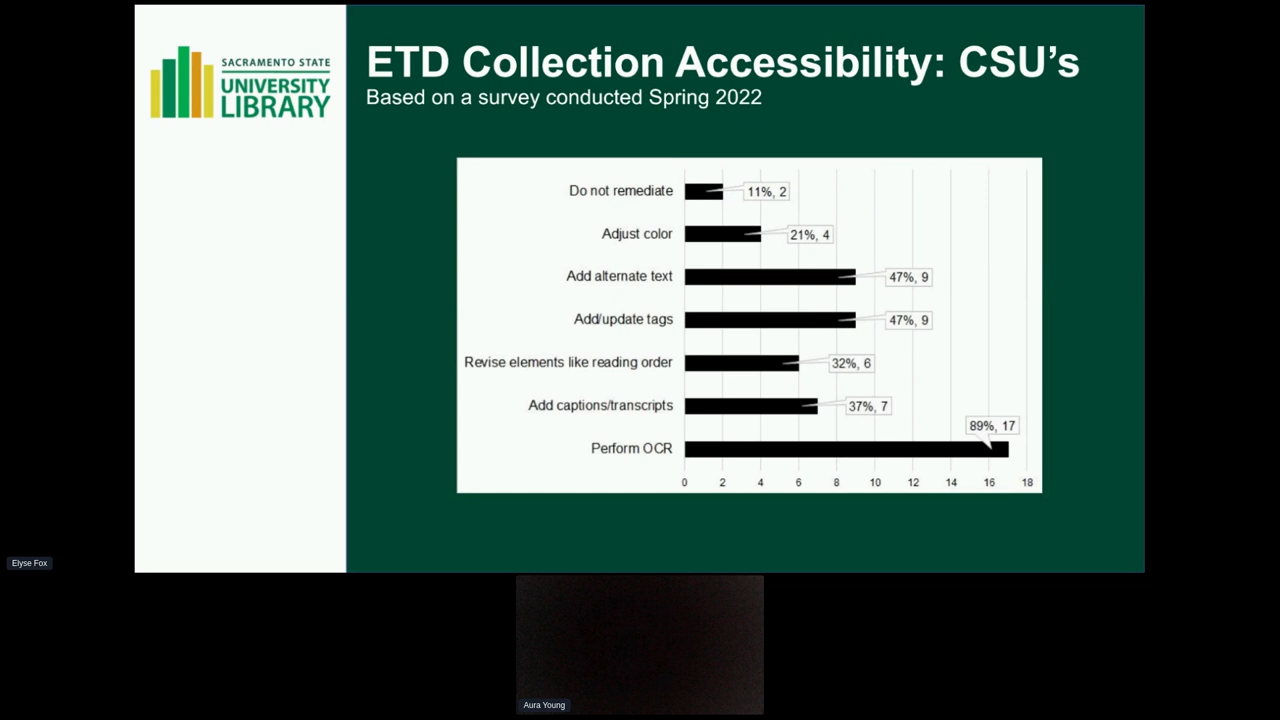 SACRAMENTO STATE
UNIVERSITY
LIBRARY
ETD Collection Accessibility: CSU’s
Based on a survey conducted Spring 2022
Do not remediate
11%, 2
Adjust color
21%, 4
Add alternate text
47%, 9
Add/update tags
47%, 9
Revise elements like reading order
32%, 6
Add captions/transcripts
37%, 7
Perform OCR
89%, 17
0 2 4 6 8 10 12 14 16 18
Elyse Fox
Aura Young